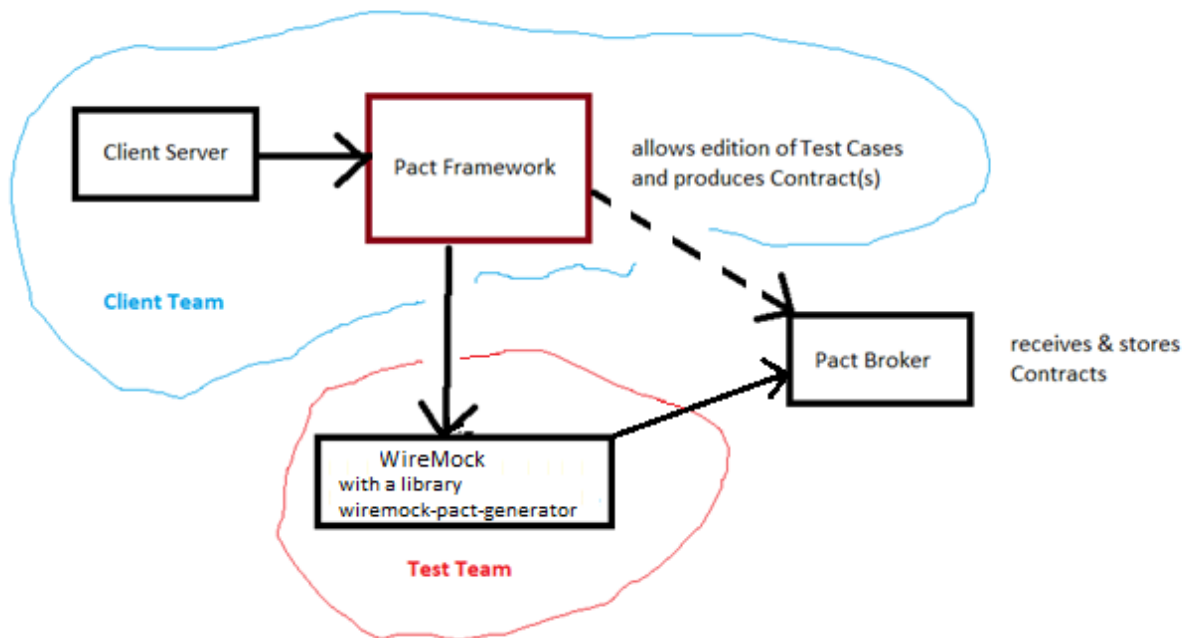 Client Server
Pact Framework
allows edition of Test Cases
and produces Contract(s)
Client Team
Pact Broker
receives & stores
Contracts
WireMock
with a library
wiremock-pact-generator
Test Team